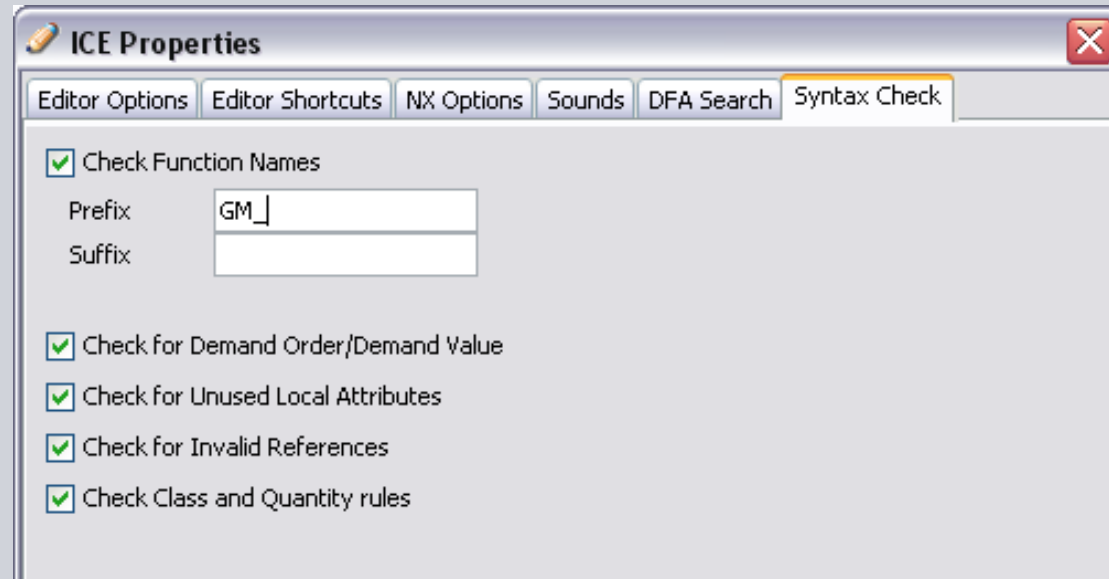 ICE Properties
Editor Options Editor Shortcuts NX Options Sounds DFA Search Syntax Check
Check Function Names
Prefix GM_
Suffix
Check for Demand Order/Demand Value
Check for Unused Local Attributes
Check for Invalid References
Check Class and Quantity rules